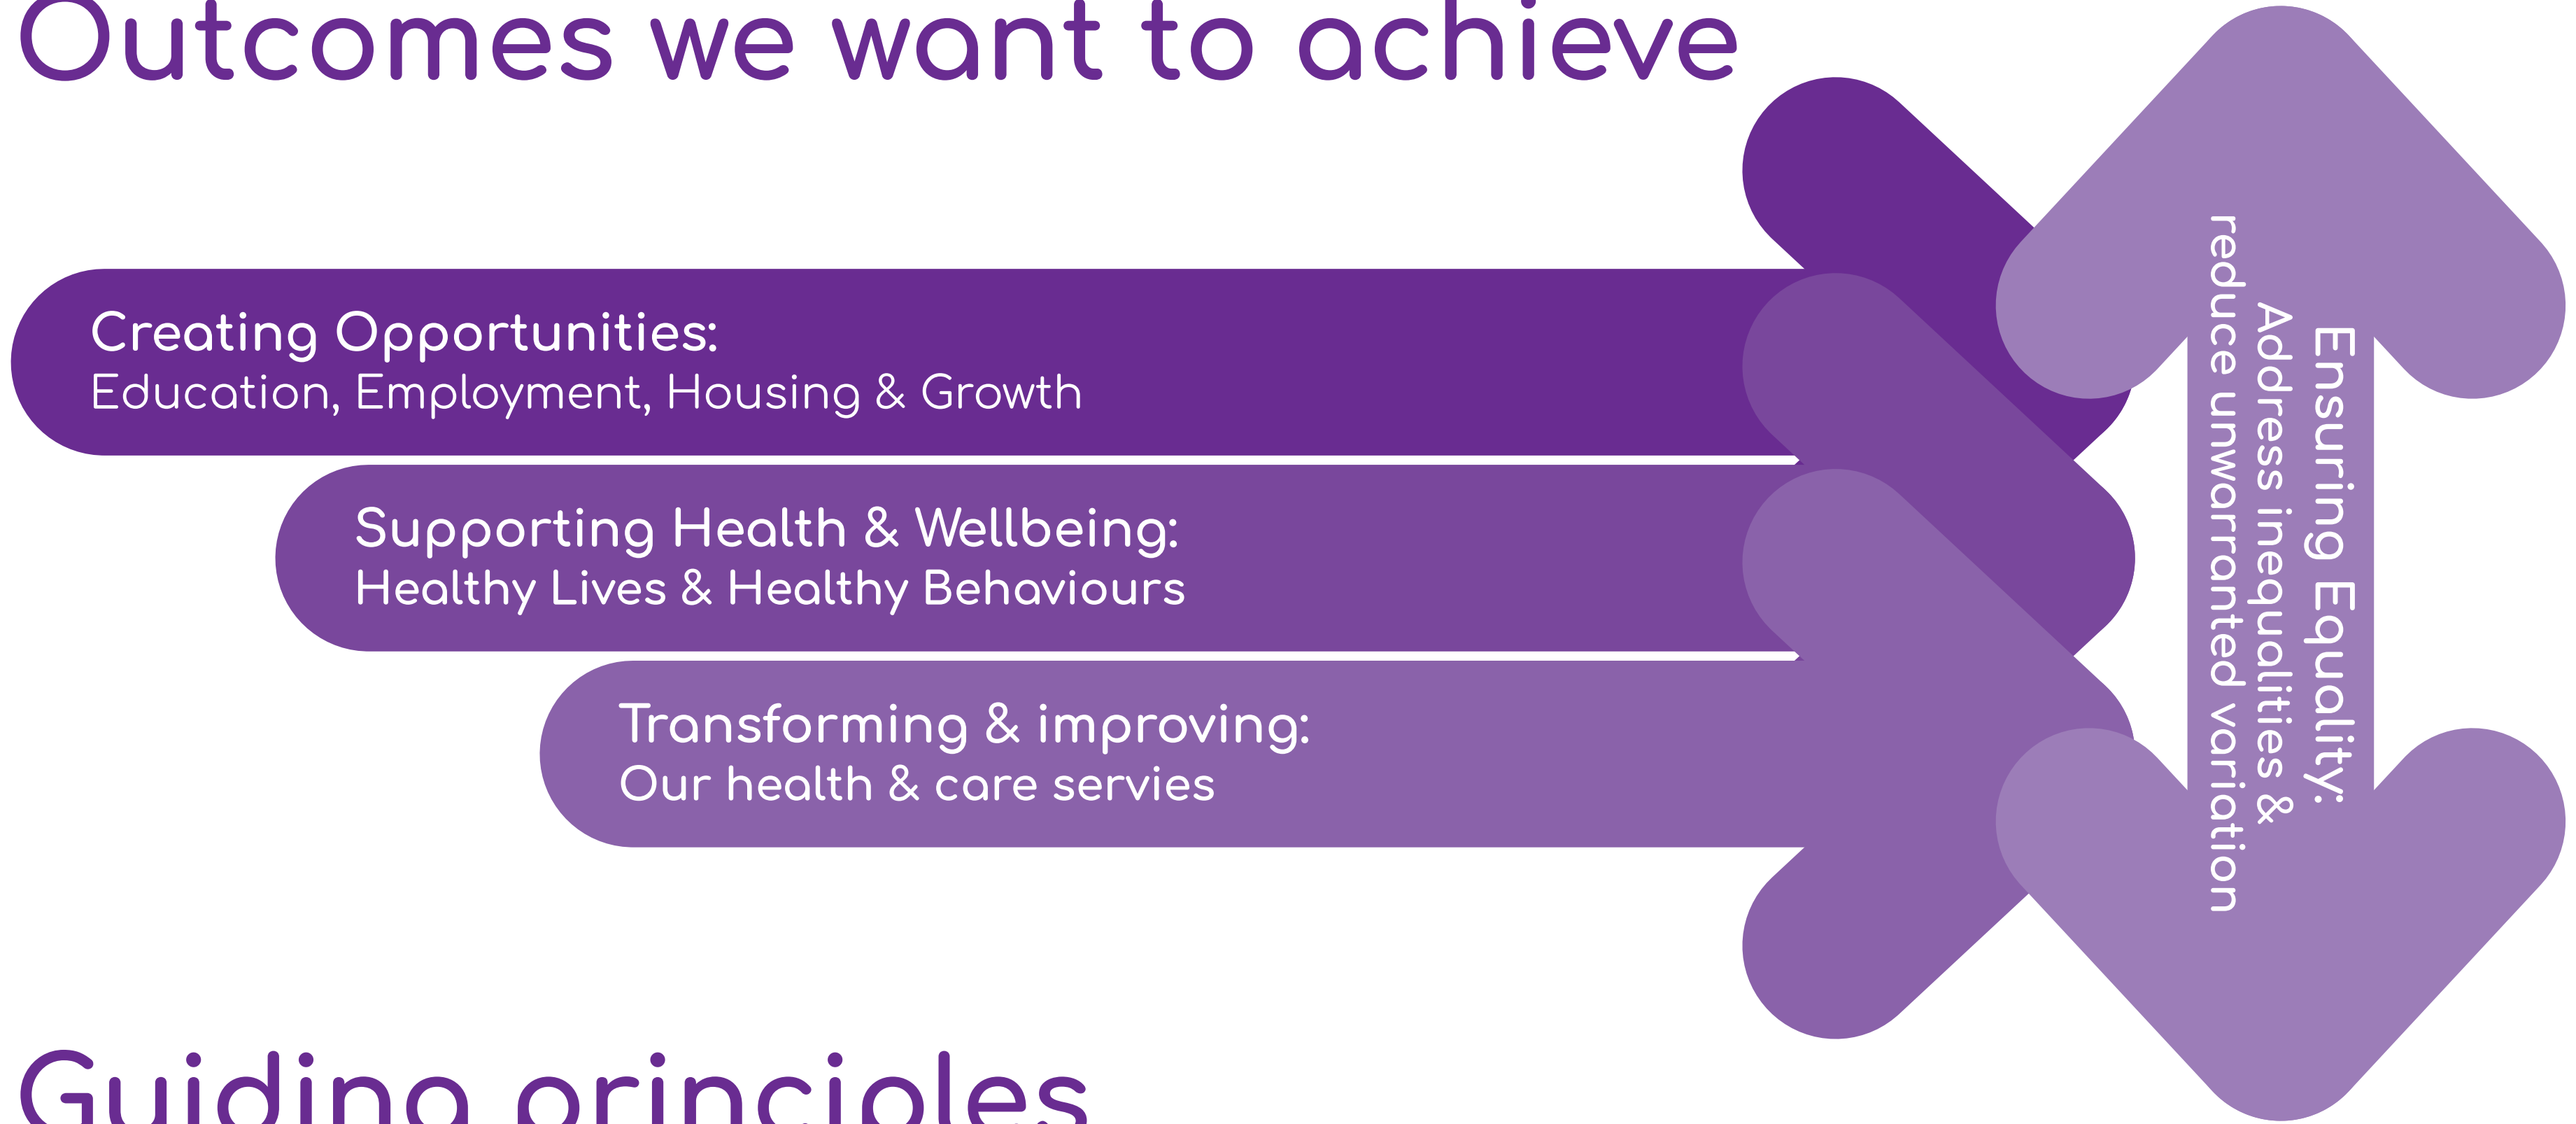 Outcomes we want to achieve
Creating Opportunities:
Education, Employment, Housing & Growth
Supporting Health & Wellbeing:
Healthy Lives & Healthy Behaviours
Transforming & improving:
Our health & care servies
Ensuring Equality:
Address inequalities &
reduce unwarranted variation
Guiding principles